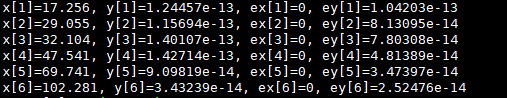 x[1]=17.256, y[1]=1.24457e-13, ex[1]=0, ey[1]=1.04203e-13
x[2]=29.055, y[2]=1.15694e-13, ex[2]=0, ey[2]=8.13095e-14
x[3]=32.104, y[3]=1.40107e-13, ex[3]=0, ey[3]=7.80308e-14
x[4]=47.541, y[4]=1.42714e-13, ex[4]=0, ey[4]=4.81389e-14
x[5]=69.741, y[5]=9.09819e-14, ex[5]=0, ey[5]=3.47397e-14
x[6]=102.281, y[6]=3.43239e-14, ex[6]=0, ey[6]=2.52476e-14